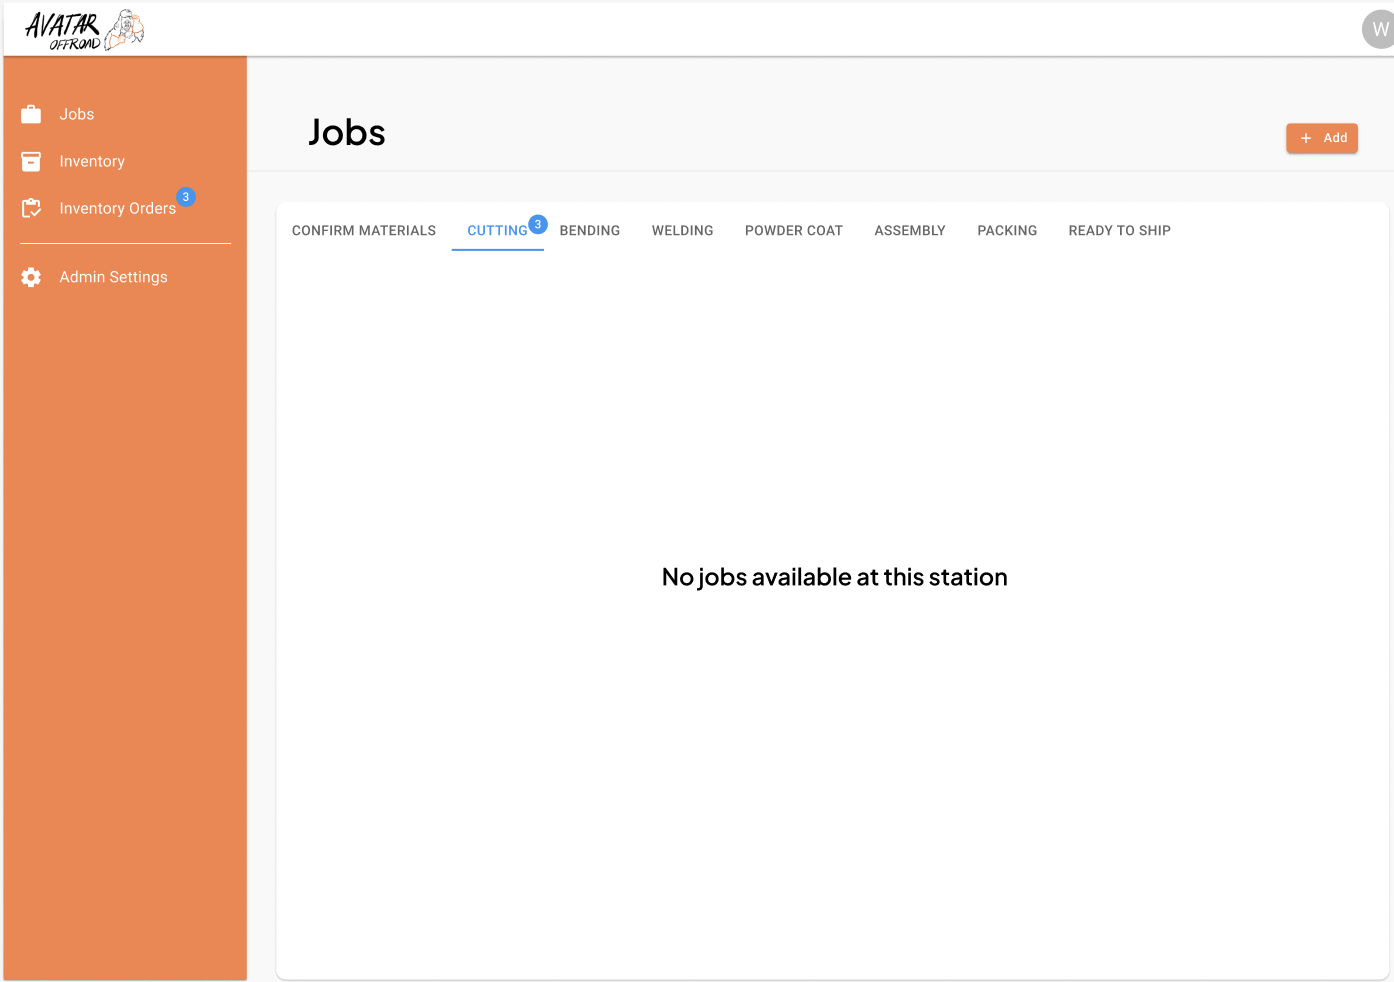 AVATAR
OFFROAD
W
Jobs
Inventory
Inventory Orders 3
Admin Settings
Jobs
+ Add
CONFIRM MATERIALS CUTTING 3 BENDING WELDING POWDER COAT ASSEMBLY PACKING READY TO SHIP
No jobs available at this station